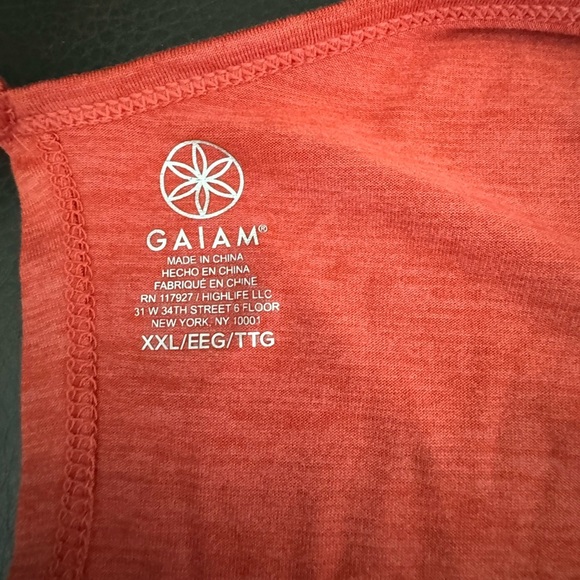 GAIAM®
MADE IN CHINA
HECHO EN CHINA
FABRIQUÉ EN CHINE
RN 117927 / HIGHLIFE LLC
31 W 34TH STREET 6 FLOOR
NEW YORK, NY 10001
XXL/EEG/TTG